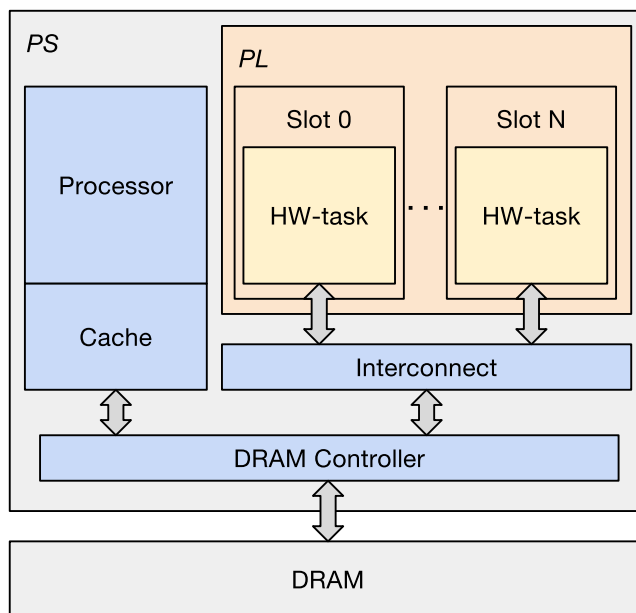 PS
PL
Slot 0
Slot N
Processor
HW-task
...
HW-task
Cache
Interconnect
DRAM Controller
DRAM